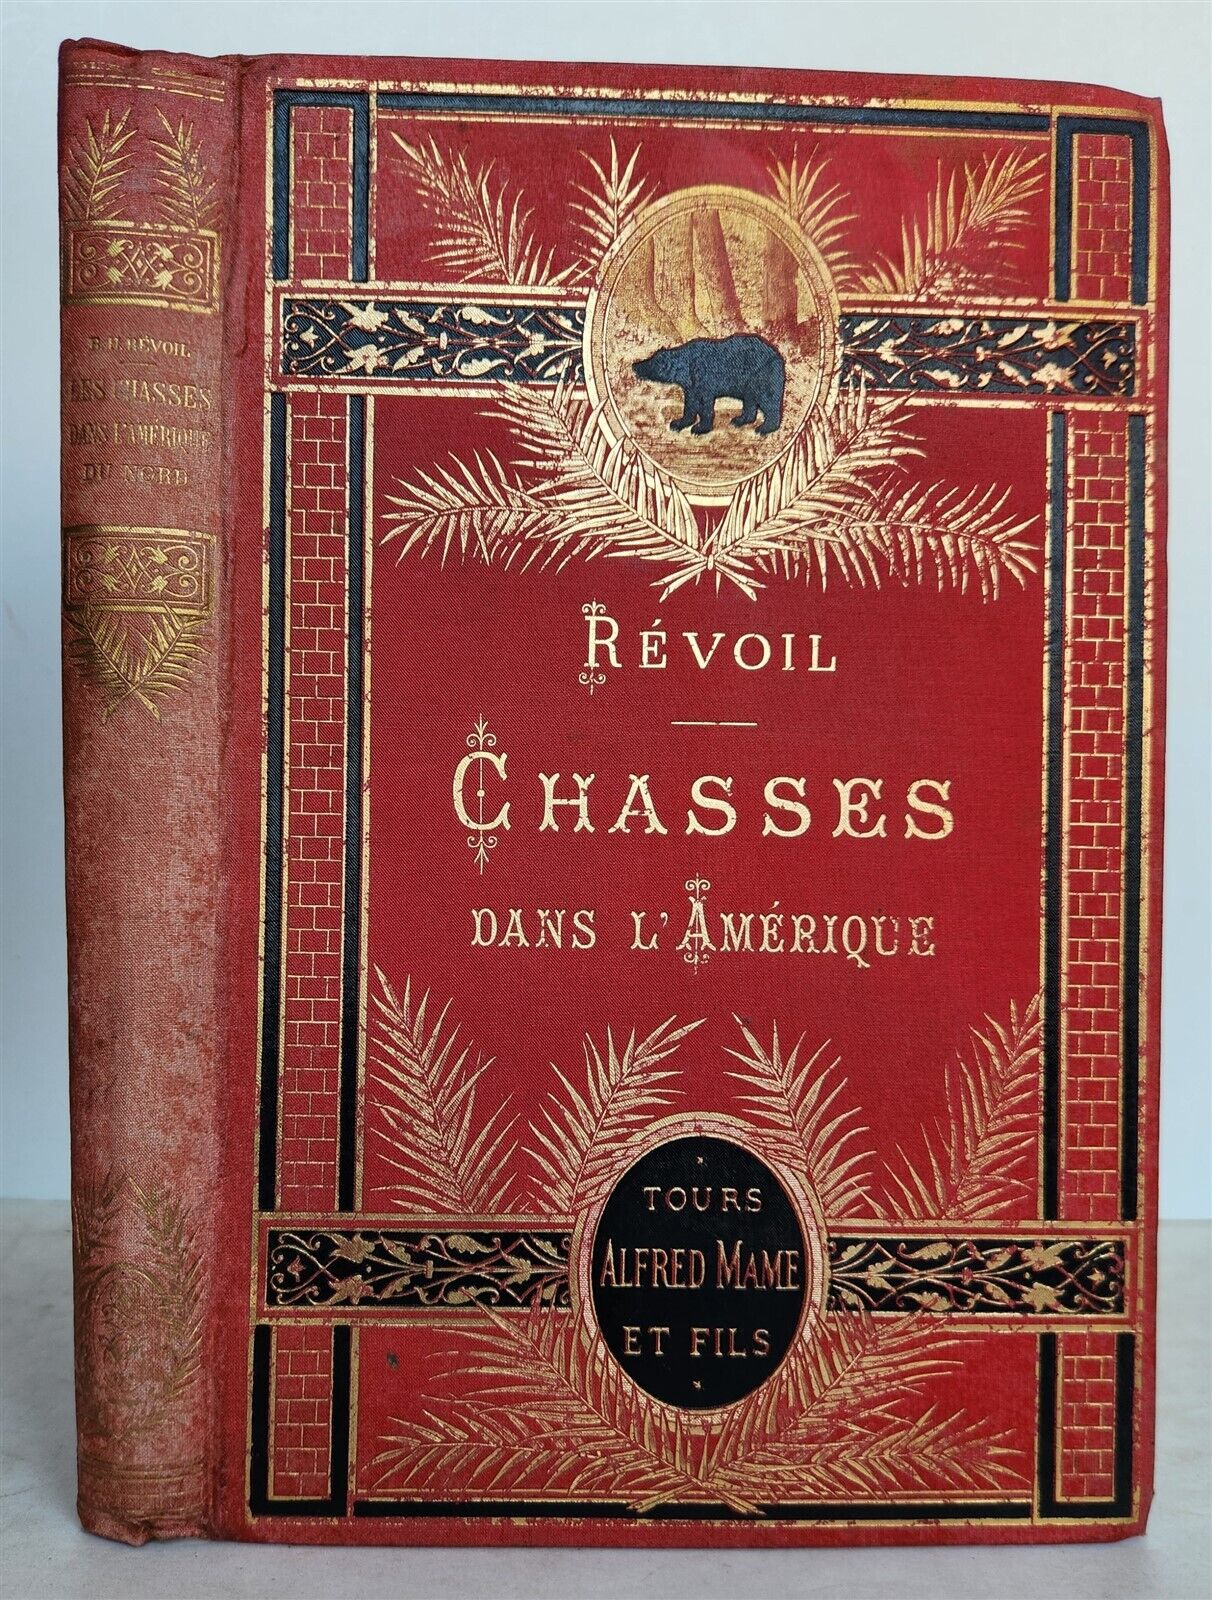 B. H. RÉVOIL
LES CHASSES
DANS L'AMÉRIQUE
DU NORD
RÉVOIL
CHASSES
DANS L'AMÉRIQUE
TOURS
ALFRED MAME
ET FILS